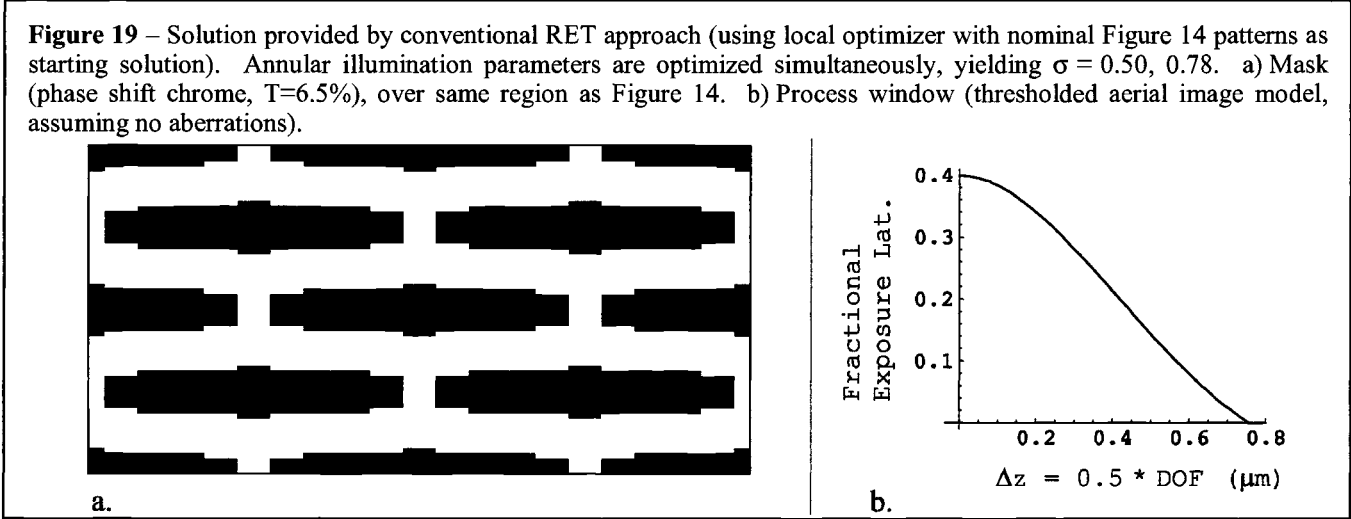 Figure 19 – Solution provided by conventional RET approach (using local optimizer with nominal Figure 14 patterns as
starting solution). Annular illumination parameters are optimized simultaneously, yielding σ = 0.50, 0.78. a) Mask
(phase shift chrome, T=6.5%), over same region as Figure 14. b) Process window (thresholded aerial image model,
assuming no aberrations).
a.
Fractional
Exposure Lat.
0.4
0.3
0.2
0.1
0.2 0.4 0.6 0.8
Δz = 0.5 * DOF (μm)
b.